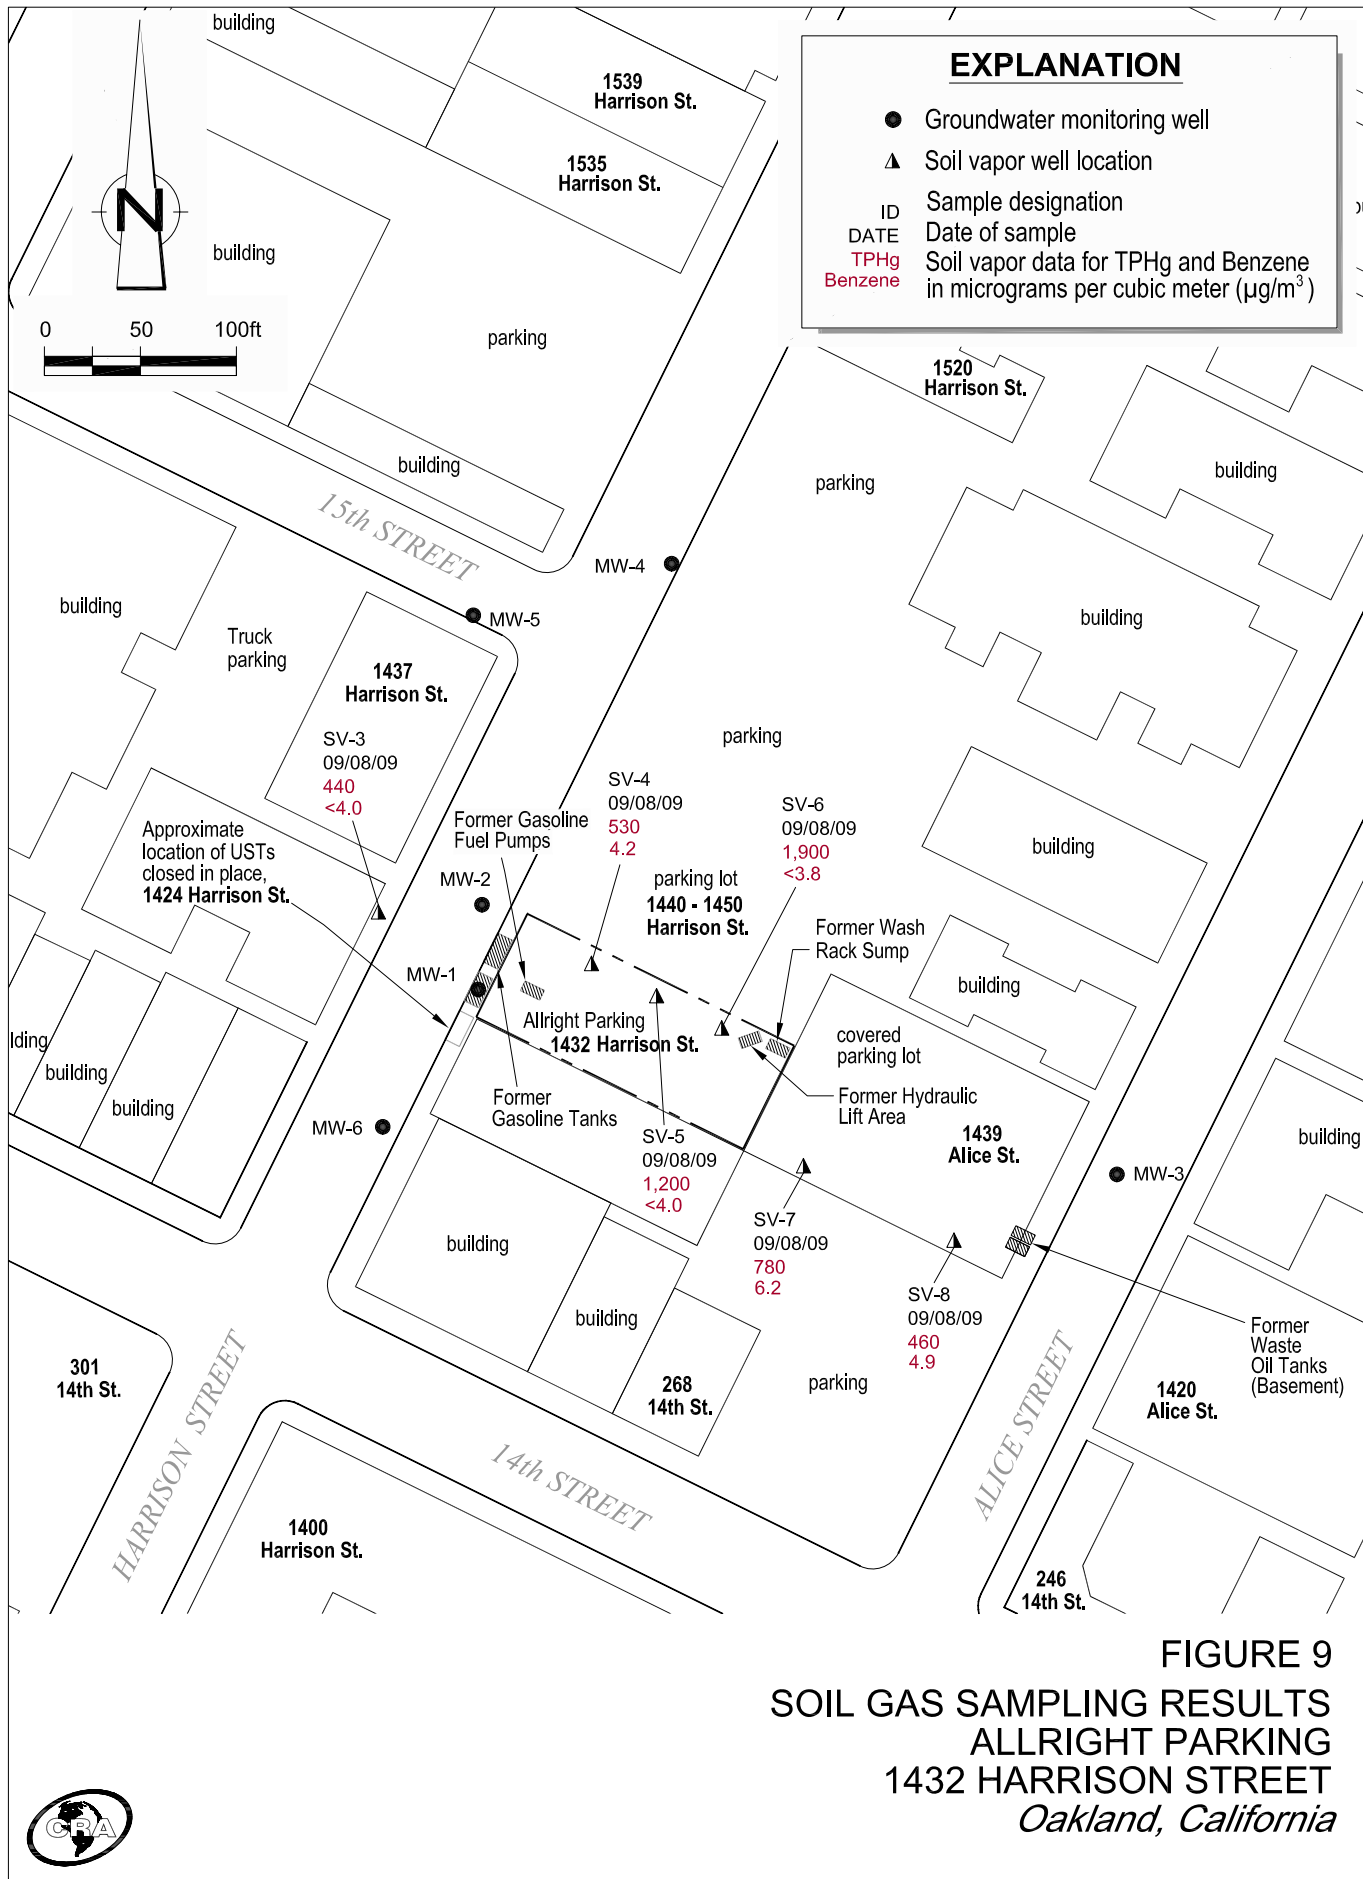 building
1539
Harrison St.
1535
Harrison St.
N
building
0 50 100ft
parking
building
EXPLANATION
Groundwater monitoring well
Soil vapor well location
ID Sample designation
DATE Date of sample
TPHg Soil vapor data for TPHg and Benzene
Benzene in micrograms per cubic meter (µg/m³)
1520
Harrison St.
building
parking
15th STREET
MW-4
MW-5
building
Truck
parking
1437
Harrison St.
building
parking
SV-3
09/08/09
440
<4.0
SV-4
09/08/09
530
4.2
SV-6
09/08/09
1,900
<3.8
Approximate
location of USTs
closed in place,
1424 Harrison St.
Former Gasoline
Fuel Pumps
MW-2
parking lot
1440 - 1450
Harrison St.
building
Former Wash
Rack Sump
MW-1
building
Allright Parking
1432 Harrison St.
covered
parking lot
lding
building
building
Former
Gasoline Tanks
Former Hydraulic
Lift Area
MW-6
SV-5
09/08/09
1,200
<4.0
1439
Alice St.
building
MW-3
SV-7
09/08/09
780
6.2
building
building
SV-8
09/08/09
460
4.9
Former
Waste
Oil Tanks
(Basement)
301
14th St.
HARRISON STREET
268
14th St.
parking
ALICE STREET
1420
Alice St.
14th STREET
1400
Harrison St.
246
14th St.
FIGURE 9
SOIL GAS SAMPLING RESULTS
ALLRIGHT PARKING
1432 HARRISON STREET
Oakland, California
CRA